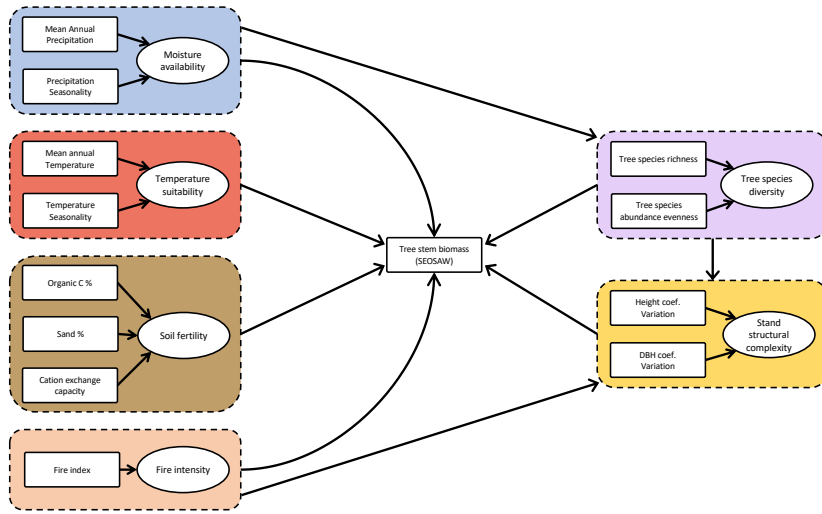 Mean Annual
Precipitation
Precipitation
Seasonality
Moisture
availability
Mean annual
Temperature
Temperature
Seasonality
Temperature
suitability
Organic C %
Sand %
Cation exchange
capacity
Soil fertility
Fire index
Fire intensity
Tree stem biomass
(SEOSAW)
Tree species richness
Tree species
abundance evenness
Tree species
diversity
Height coef.
Variation
DBH coef.
Variation
Stand
structural
complexity